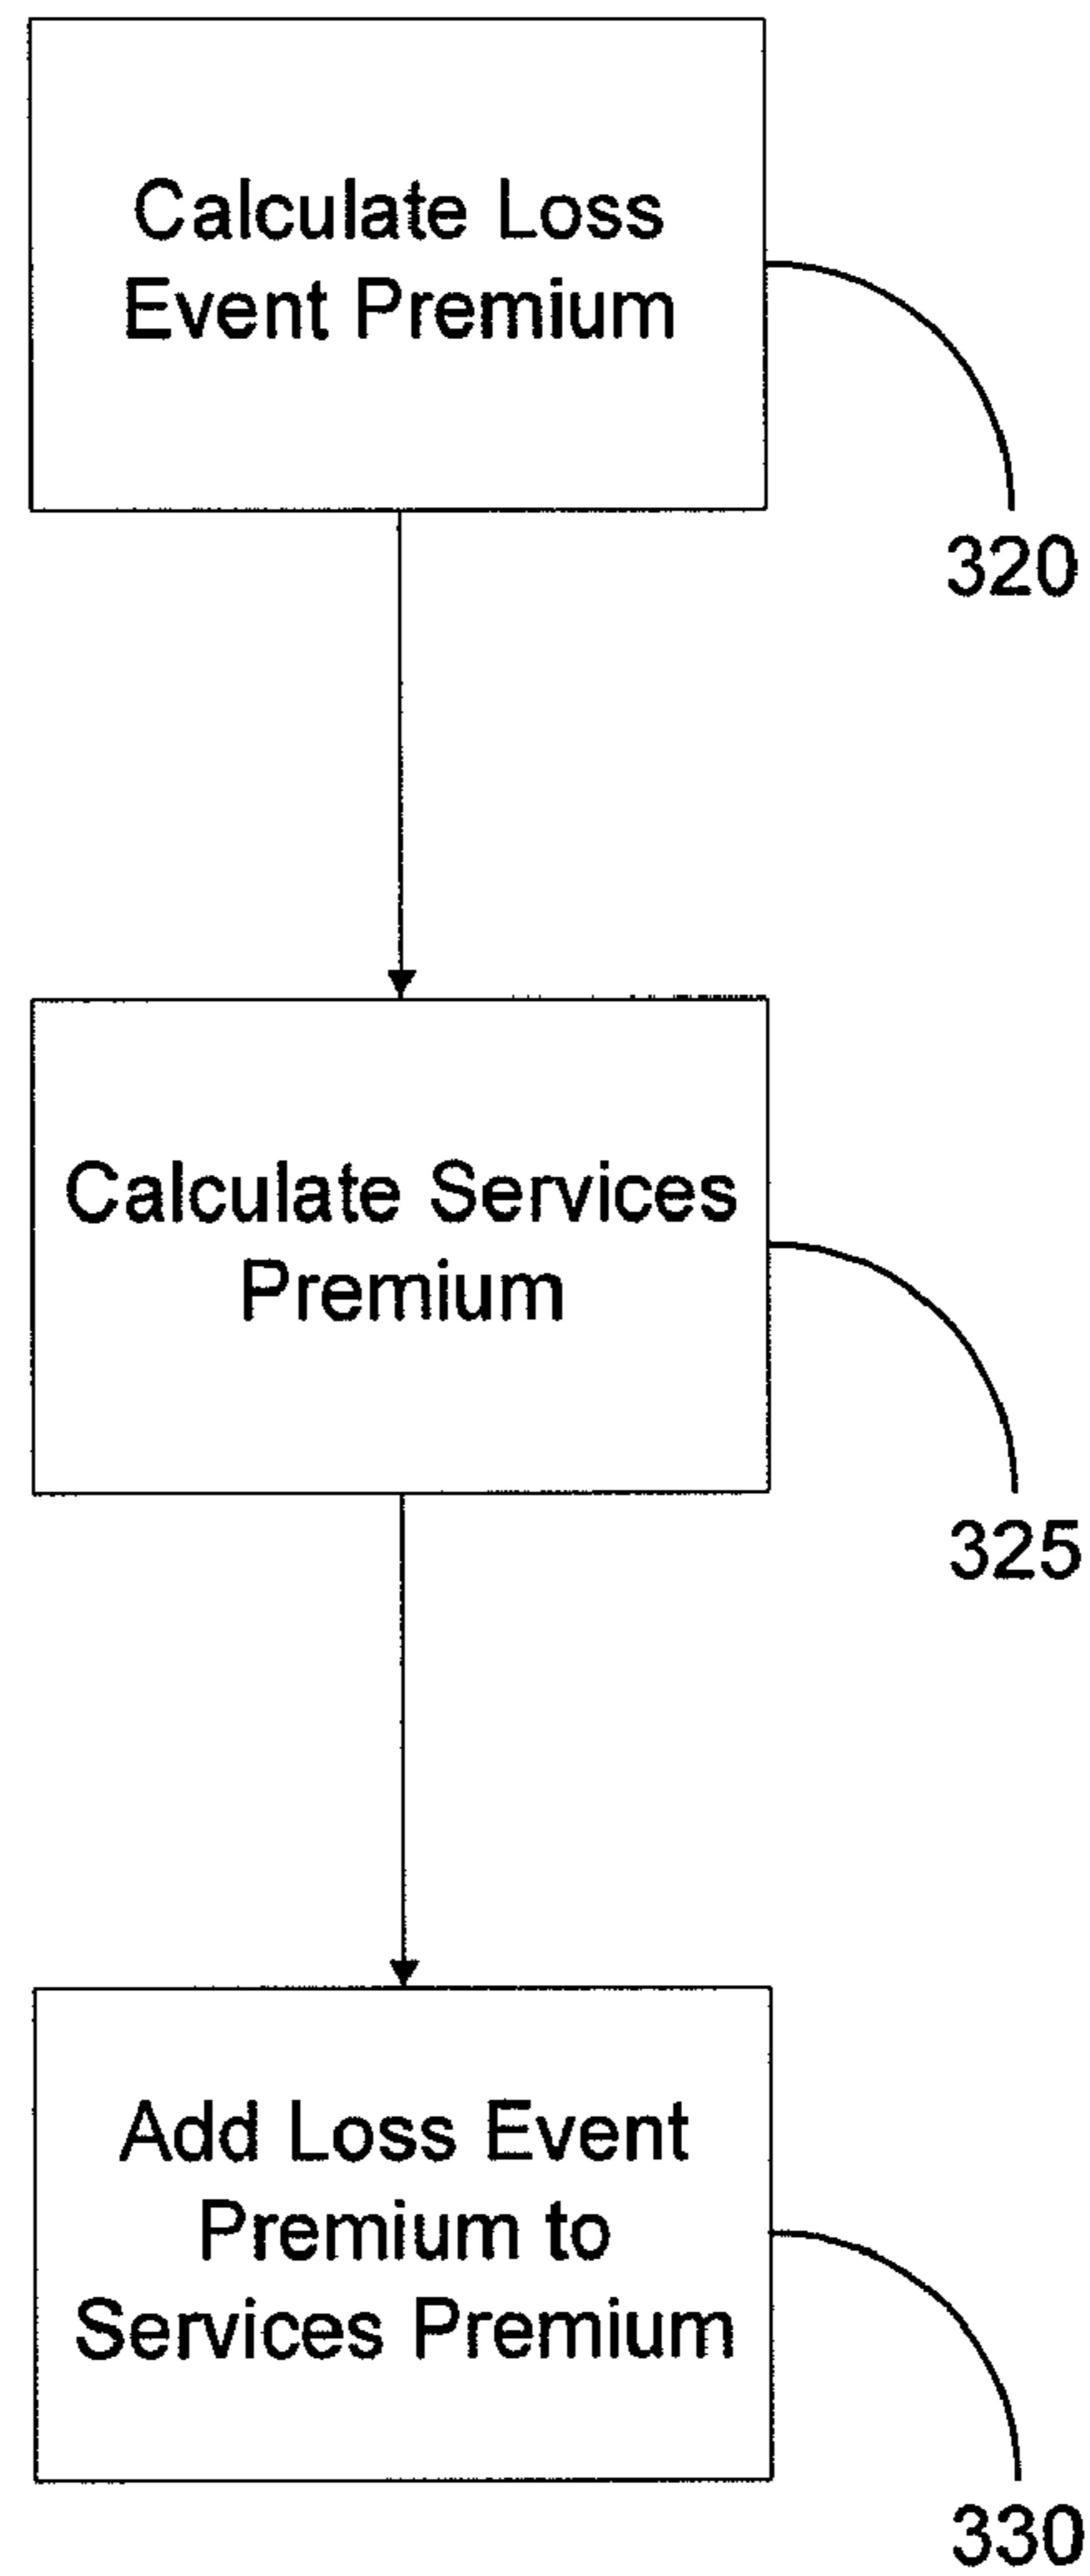 Calculate Loss
Event Premium
320
Calculate Services
Premium
325
Add Loss Event
Premium to
Services Premium
330